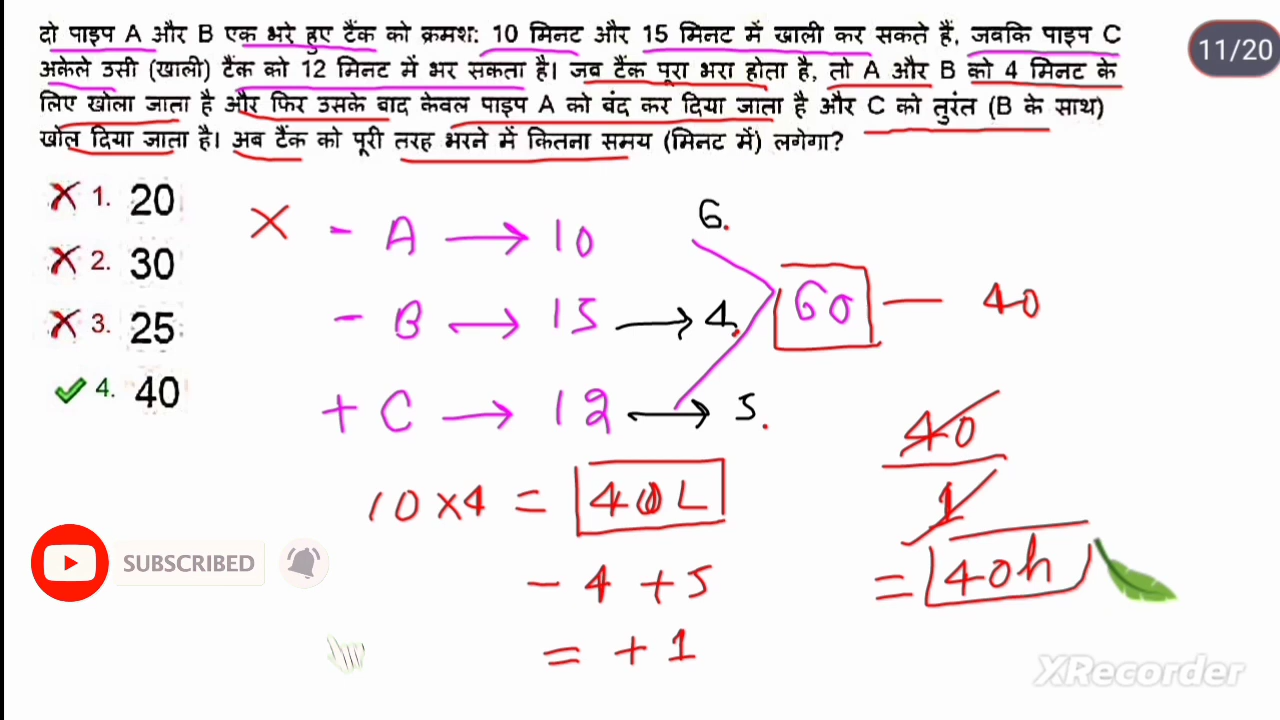 दो पाइप A और B एक भरे हुए टैंक को क्रमश: 10 मिनट और 15 मिनट में खाली कर सकते हैं, जबकि पाइप C
अकेले उसी (खाली) टैंक को 12 मिनट में भर सकता है। जब टैंक पूरा भरा होता है, तो A और B को 4 मिनट के
लिए खोला जाता है और फिर उसके बाद केवल पाइप A को बंद कर दिया जाता है और C को तुरंत (B के साथ)
खोल दिया जाता है। अब टैंक को पूरी तरह भरने में कितना समय (मिनट में) लगेगा?
11/20
1. 20
2. 30
3. 25
4. 40
- A → 10 6.
- B → 15 → 4.
60 — 40
+ C → 12 → 5.
40
1
10 x 4 = 40 L
- 4 + 5
= 40h
= + 1
SUBSCRIBED
XRecorder